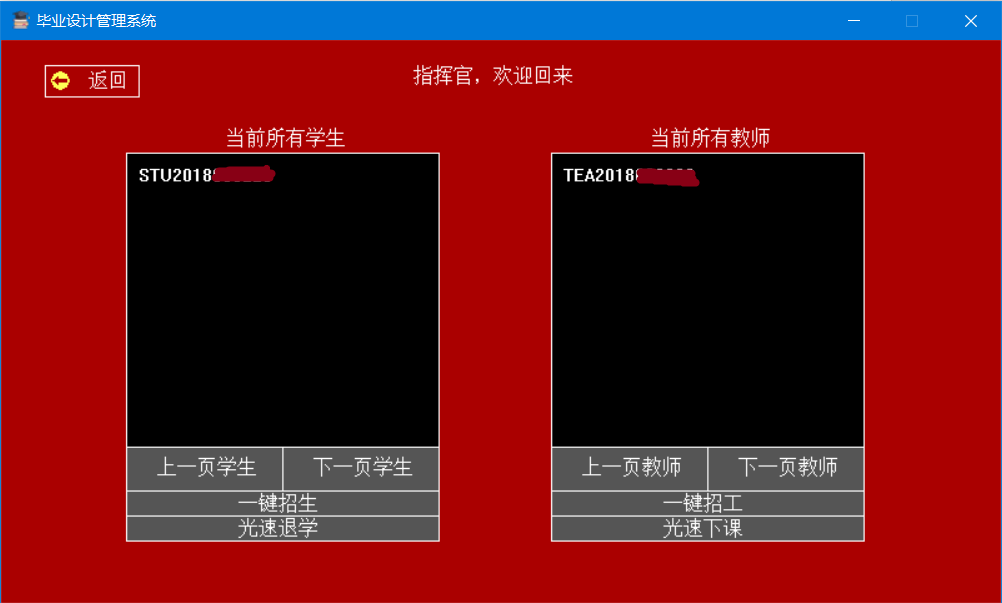 毕业设计管理系统
返回
指挥官，欢迎回来
当前所有学生
STU2018
上一页学生
下一页学生
一键招生
光速退学
当前所有教师
TEA2018
上一页教师
下一页教师
一键招工
光速下课